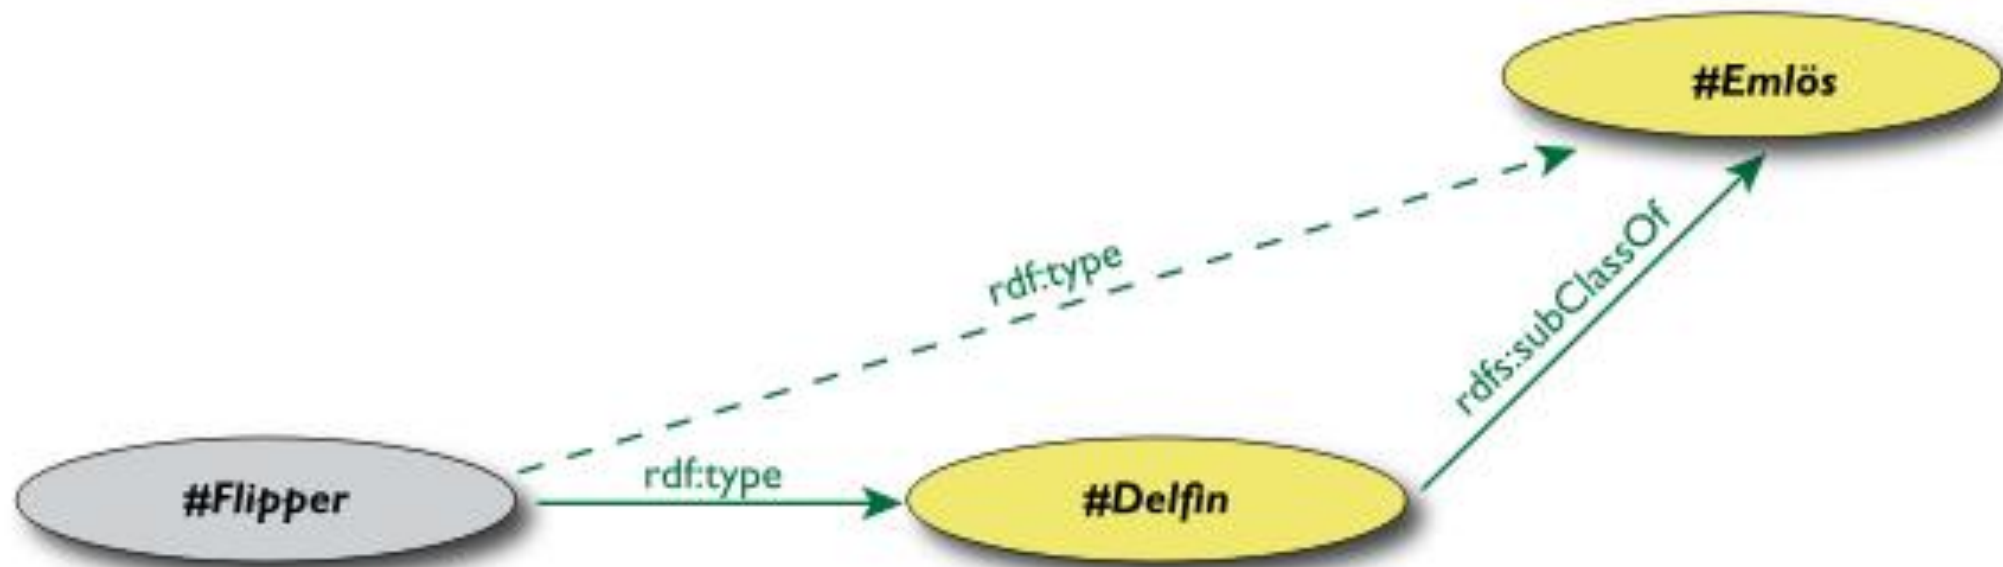 #Emlös
rdf:type
rdfs:subClassOf
#Flipper
rdf:type
#Delfin